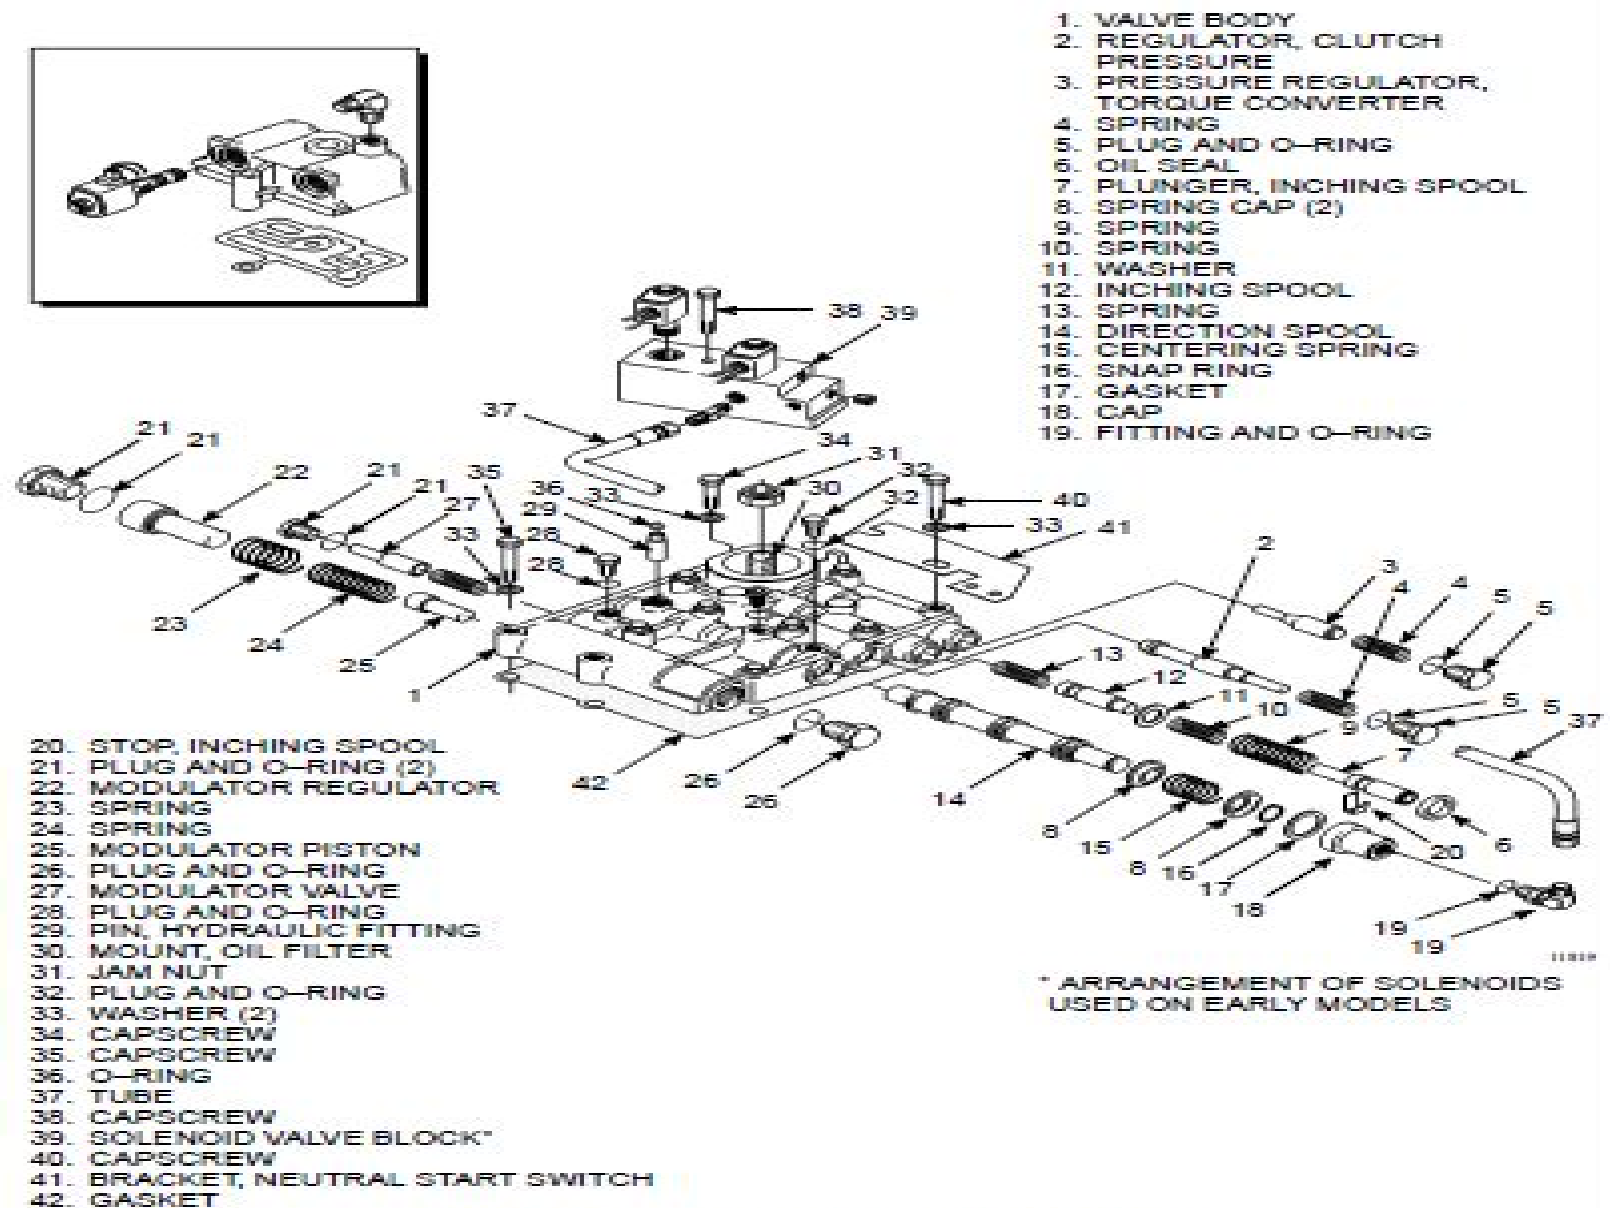 1. VALVE BODY
2. REGULATOR, CLUTCH
PRESSURE
3. PRESSURE REGULATOR,
TORQUE CONVERTER
4. SPRING
5. PLUG AND O–RING
6. OIL SEAL
7. PLUNGER, INCHING SPOOL
8. SPRING CAP (2)
9. SPRING
10. SPRING
11. WASHER
12. INCHING SPOOL
13. SPRING
14. DIRECTION SPOOL
15. CENTERING SPRING
16. SNAP RING
17. GASKET
18. CAP
19. FITTING AND O–RING
38
39
37
21
21
22
21
21
27
33
35
36
29
28
28
33
34
31
30
32
32
40
33
41
2
3
4
4
5
5
23
24
25
1
13
12
11
10
9
7
5
5
37
42
26
26
14
8
15
8
16
17
18
20
6
19
19
11819
20. STOP, INCHING SPOOL
21. PLUG AND O–RING (2)
22. MODULATOR REGULATOR
23. SPRING
24. SPRING
25. MODULATOR PISTON
26. PLUG AND O–RING
27. MODULATOR VALVE
28. PLUG AND O–RING
29. PIN, HYDRAULIC FITTING
30. MOUNT, OIL FILTER
31. JAM NUT
32. PLUG AND O–RING
33. WASHER (2)
34. CAPSCREW
35. CAPSCREW
36. O–RING
37. TUBE
38. CAPSCREW
39. SOLENOID VALVE BLOCK*
40. CAPSCREW
41. BRACKET, NEUTRAL START SWITCH
42. GASKET
* ARRANGEMENT OF SOLENOIDS
USED ON EARLY MODELS